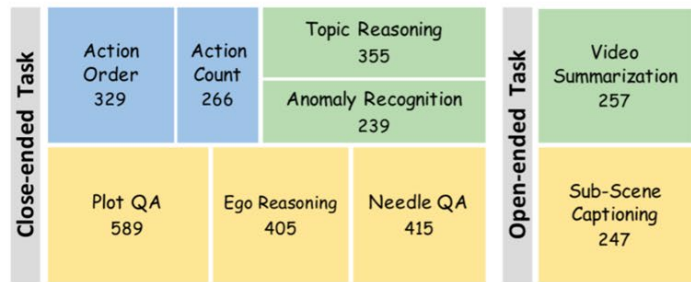 Close-ended Task
Action
Order
329
Action
Count
266
Topic Reasoning
355
Anomaly Recognition
239
Plot QA
589
Ego Reasoning
405
Needle QA
415
Open-ended Task
Video
Summarization
257
Sub-Scene
Captioning
247